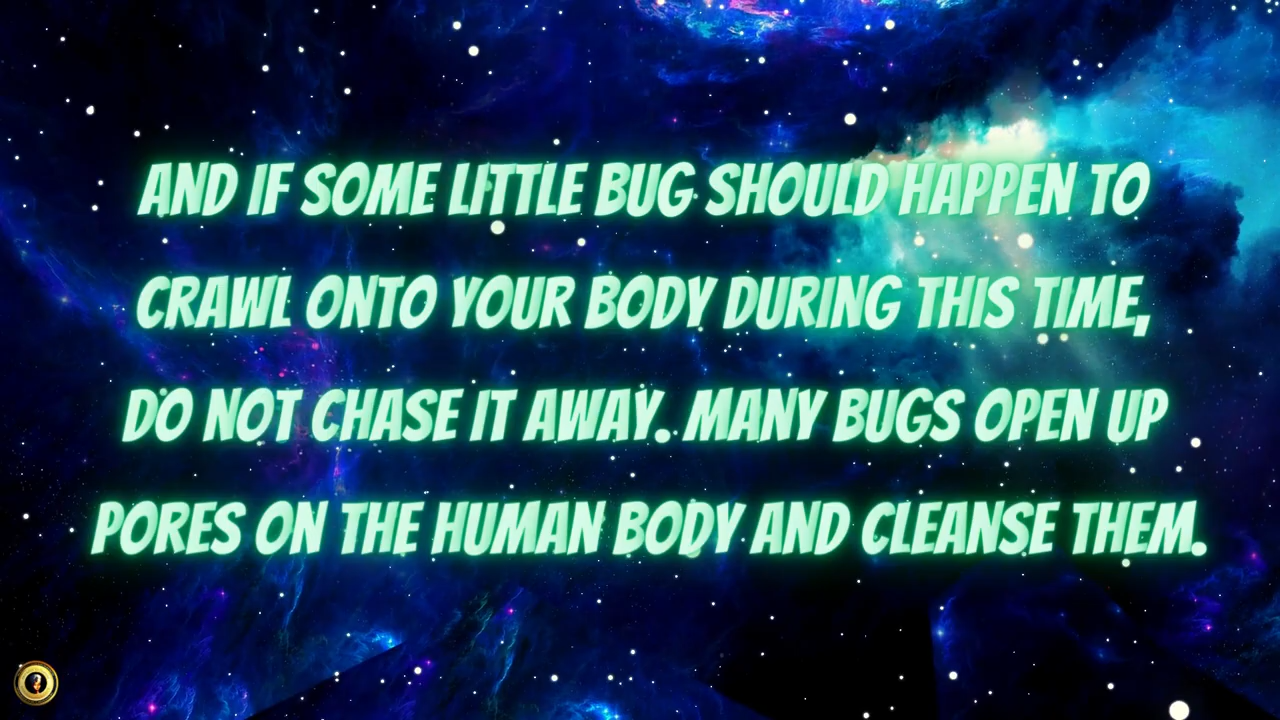 AND IF SOME LITTLE BUG SHOULD HAPPEN TO
CRAWL ONTO YOUR BODY DURING THIS TIME,
DO NOT CHASE IT AWAY. MANY BUGS OPEN UP
PORES ON THE HUMAN BODY AND CLEANSE THEM.